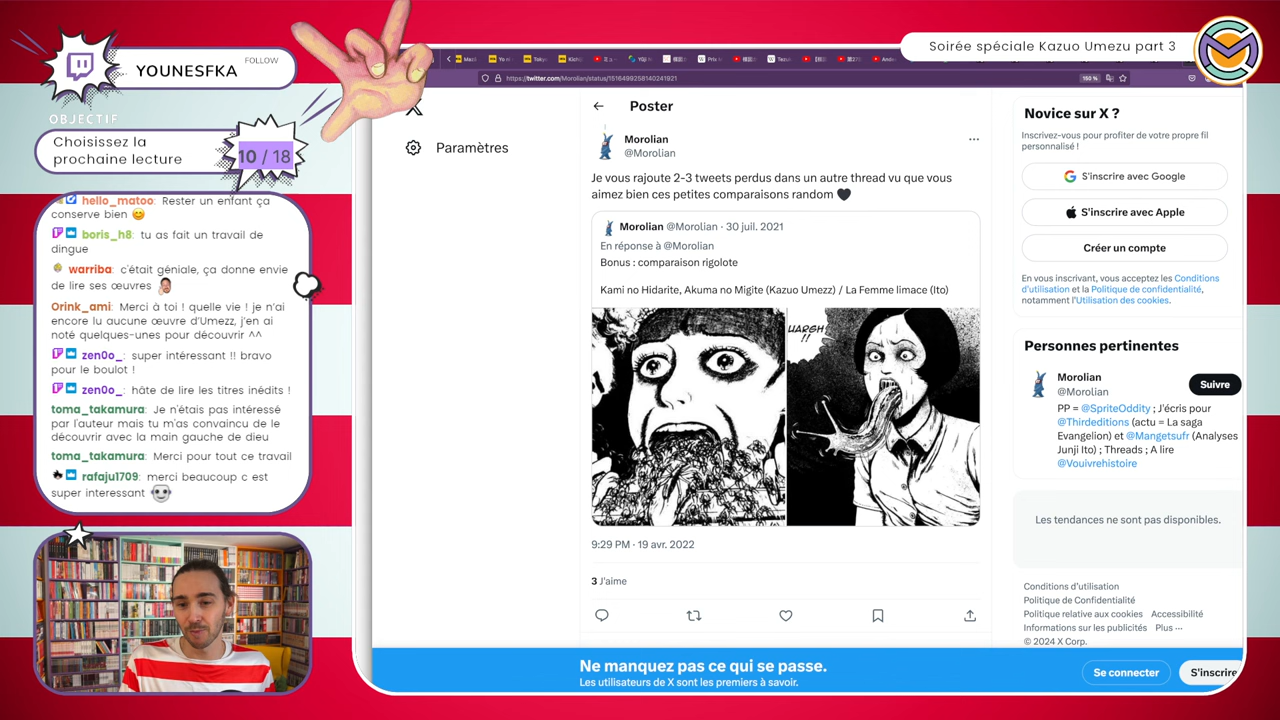 YOUNESFKA
FOLLOW
OBJECTIF
Choisissez la
prochaine lecture
10 / 18
hello_matoo: Rester un enfant ça
conserve bien 😊
boris_h8: tu as fait un travail de
dingue
warriba: c'était géniale, ça donne envie
de lire ses œuvres
Orink_ami: Merci à toi ! quelle vie ! je n'ai
encore lu aucune œuvre d'Umezz, j'en ai
noté quelques-unes pour découvrir ^^
zen0o_: super intéressant !! bravo
pour le boulot !
zen0o_: hâte de lire les titres inédits !
toma_takamura: Je n'étais pas intéressé
par l'auteur mais tu m'as convaincu de le
découvrir avec la main gauche de dieu
toma_takamura: Merci pour tout ce travail
rafaju1709: merci beaucoup c est
super interessant
Soirée spéciale Kazuo Umezu part 3
https://twitter.com/Morolian/status/1516499258140241921
150 %
Paramètres
Poster
Morolian
@Morolian
Je vous rajoute 2-3 tweets perdus dans un autre thread vu que vous
aimez bien ces petites comparaisons random 🖤
Morolian @Morolian · 30 juil. 2021
En réponse à @Morolian
Bonus : comparaison rigolote
Kami no Hidarite, Akuma no Migite (Kazuo Umezz) / La Femme limace (Ito)
UARGH
!!
9:29 PM · 19 avr. 2022
3 J'aime
Novice sur X ?
Inscrivez-vous pour profiter de votre propre fil
personnalisé !
S'inscrire avec Google
S'inscrire avec Apple
Créer un compte
En vous inscrivant, vous acceptez les Conditions
d'utilisation et la Politique de confidentialité,
notamment l'Utilisation des cookies.
Personnes pertinentes
Morolian
@Morolian
Suivre
PP = @SpriteOddity ; J'écris pour
@Thirdeditions (actu = La saga
Evangelion) et @Mangetsufr (Analyses
Junji Ito) ; Threads ; A lire
@Vouivrehistoire
Les tendances ne sont pas disponibles.
Conditions d'utilisation
Politique de Confidentialité
Politique relative aux cookies Accessibilité
Informations sur les publicités Plus ···
© 2024 X Corp.
Ne manquez pas ce qui se passe.
Les utilisateurs de X sont les premiers à savoir.
Se connecter
S'inscrire